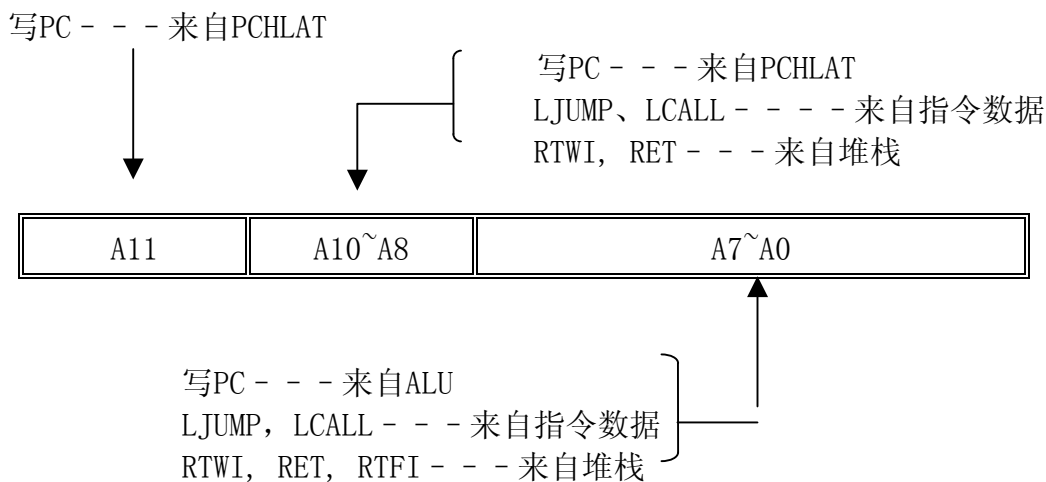 写PC---来自PCHLAT
写PC---来自PCHLAT
LJUMP、LCALL----来自指令数据
RTWI, RET---来自堆栈
A11 A10~A8 A7~A0
写PC---来自ALU
LJUMP，LCALL---来自指令数据
RTWI, RET, RTFI---来自堆栈